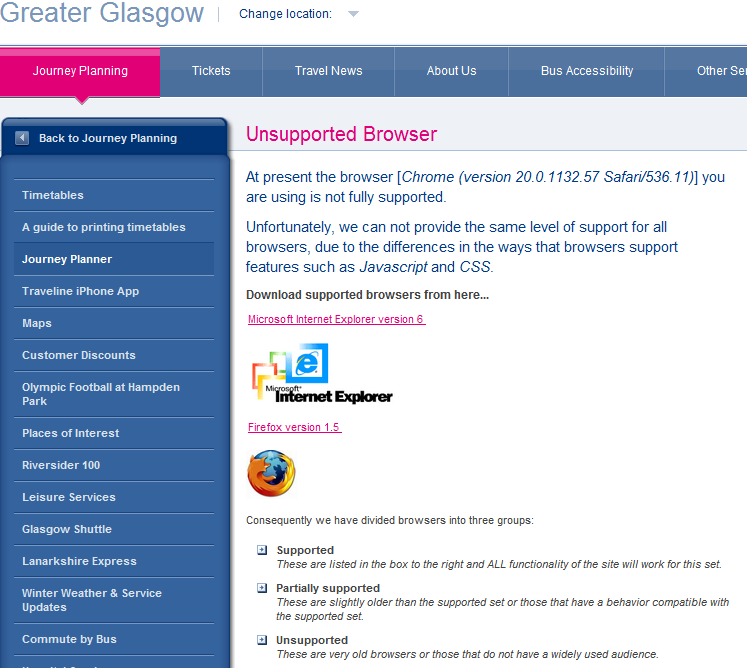 Greater Glasgow
Change location:
Journey Planning
Tickets
Travel News
About Us
Bus Accessibility
Other Ser
Back to Journey Planning
Timetables
A guide to printing timetables
Journey Planner
Traveline iPhone App
Maps
Customer Discounts
Olympic Football at Hampden
Park
Places of Interest
Riversider 100
Leisure Services
Glasgow Shuttle
Lanarkshire Express
Winter Weather & Service
Updates
Commute by Bus
Unsupported Browser
At present the browser [Chrome (version 20.0.1132.57 Safari/536.11)] you
are using is not fully supported.
Unfortunately, we can not provide the same level of support for all
browsers, due to the differences in the ways that browsers support
features such as Javascript and CSS.
Download supported browsers from here...
Microsoft Internet Explorer version 6
Microsoft
Internet Explorer
Firefox version 1.5
Consequently we have divided browsers into three groups:
Supported
These are listed in the box to the right and ALL functionality of the site will work for this set.
Partially supported
These are slightly older than the supported set or those that have a behavior compatible with
the supported set.
Unsupported
These are very old browsers or those that do not have a widely used audience.